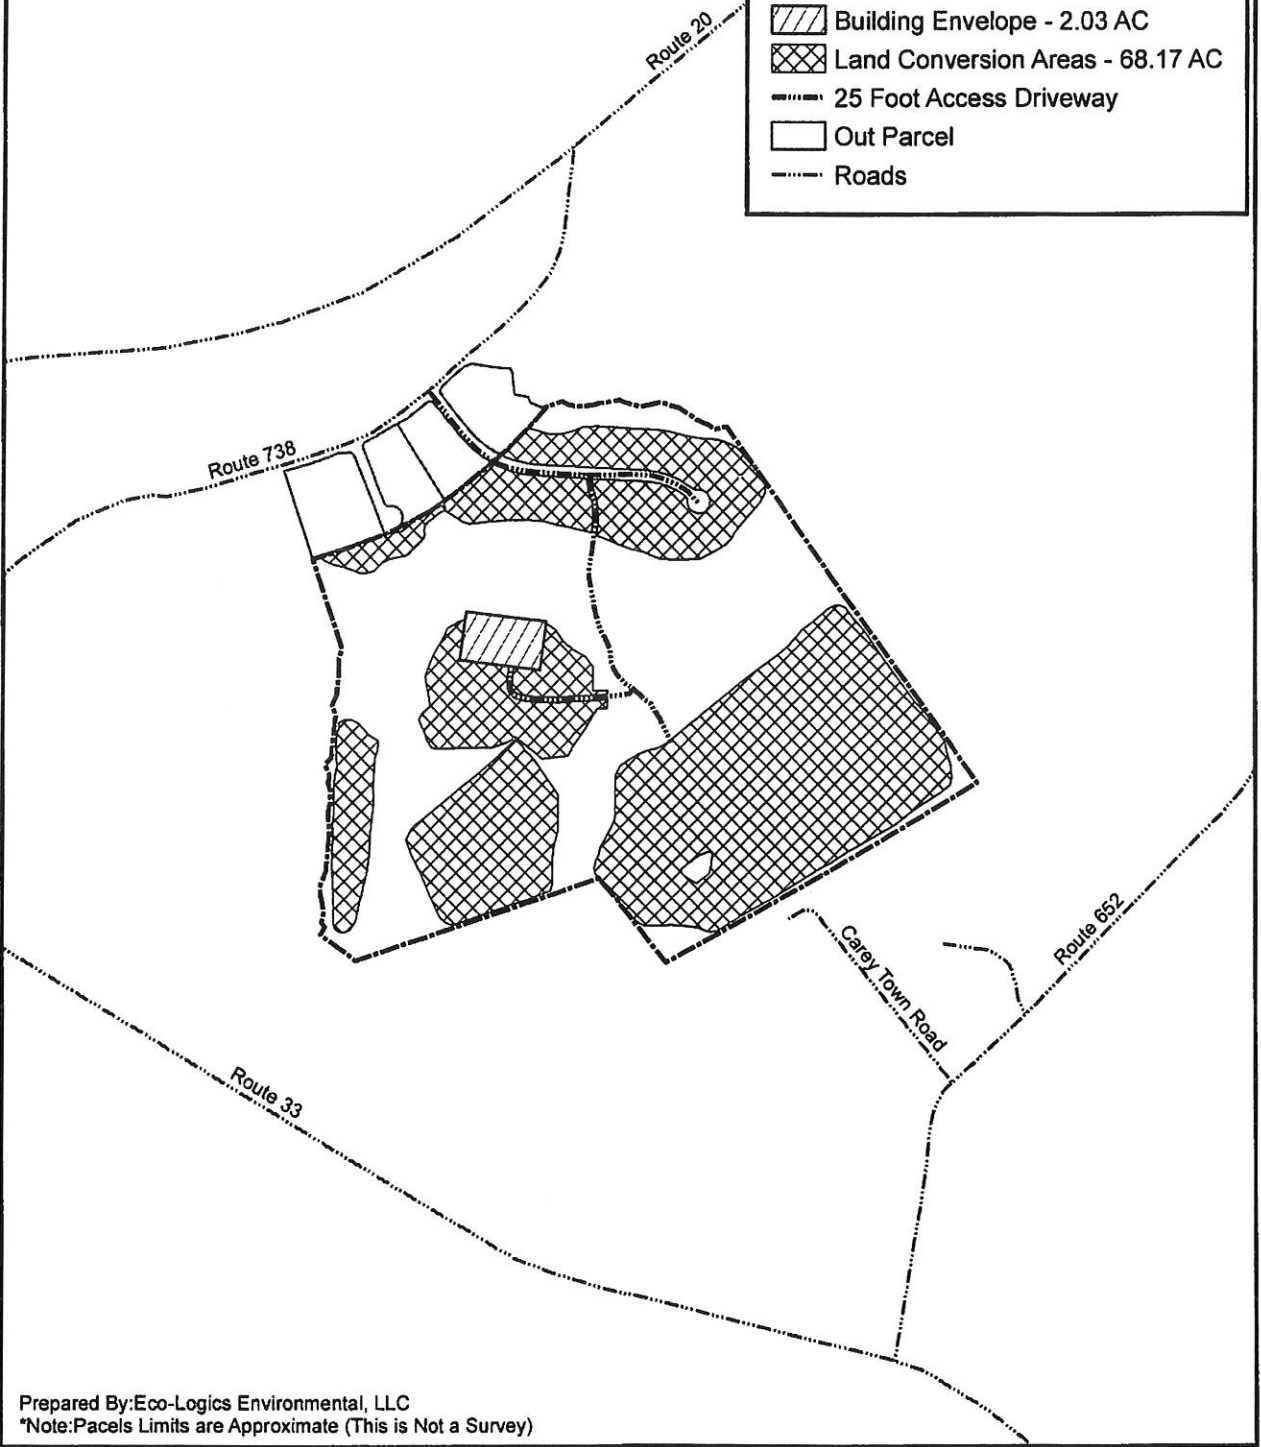 Building Envelope - 2.03 AC
Land Conversion Areas - 68.17 AC
25 Foot Access Driveway
Out Parcel
Roads
Route 20
Route 738
Route 652
Carey Town Road
Route 33
Prepared By:Eco-Logics Environmental, LLC
*Note:Pacels Limits are Approximate (This is Not a Survey)